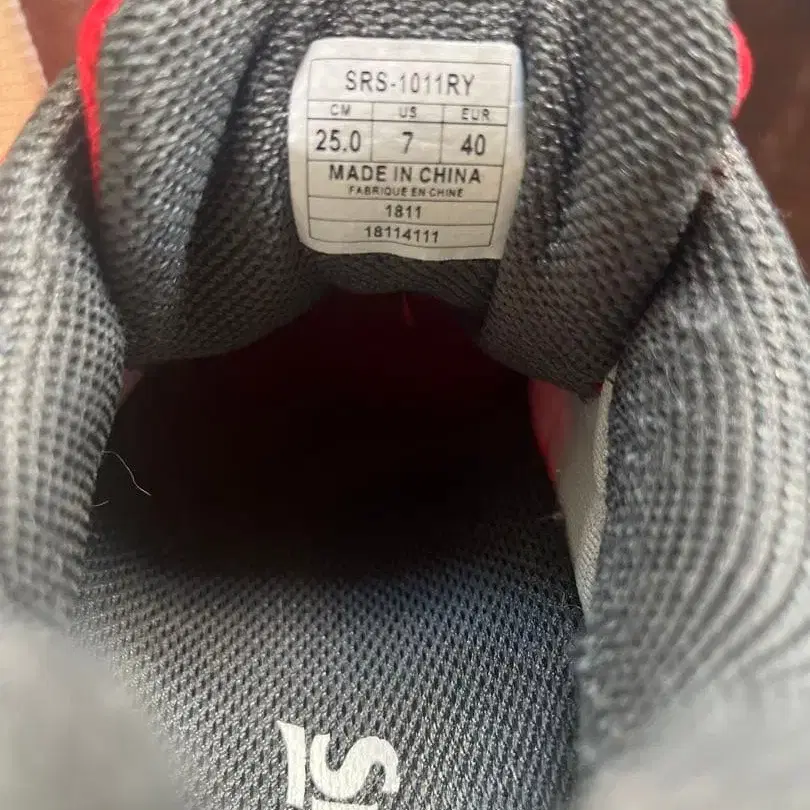 SRS-1011RY
CM US EUR
25.0 7 40
MADE IN CHINA
FABRIQUE EN CHINE
1811
18114111